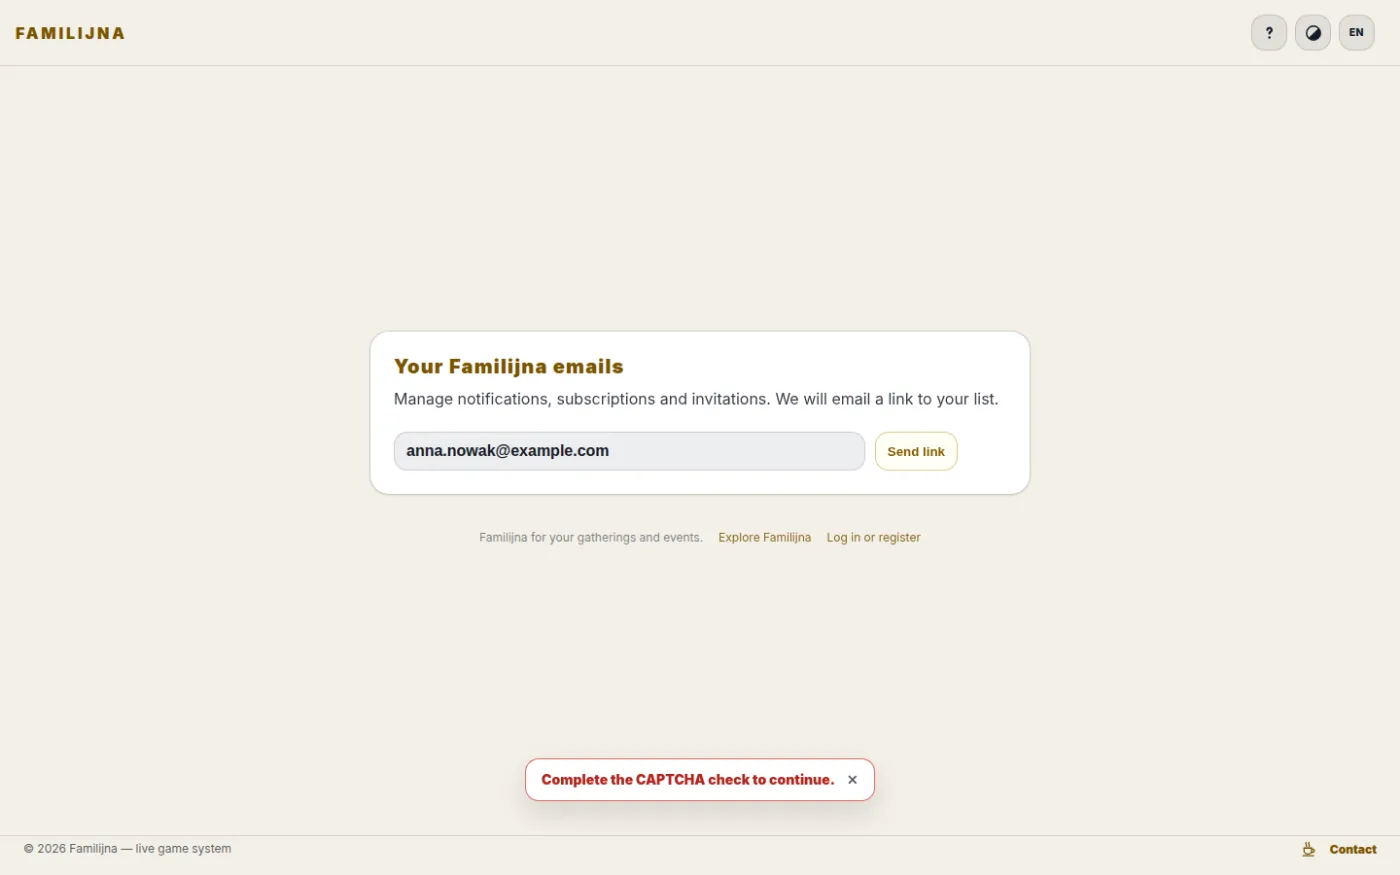 FAMILIJNA
?
EN
Your Familijna emails
Manage notifications, subscriptions and invitations. We will email a link to your list.
anna.nowak@example.com
Send link
Familijna for your gatherings and events. Explore Familijna Log in or register
Complete the CAPTCHA check to continue. ×
© 2026 Familijna — live game system
Contact